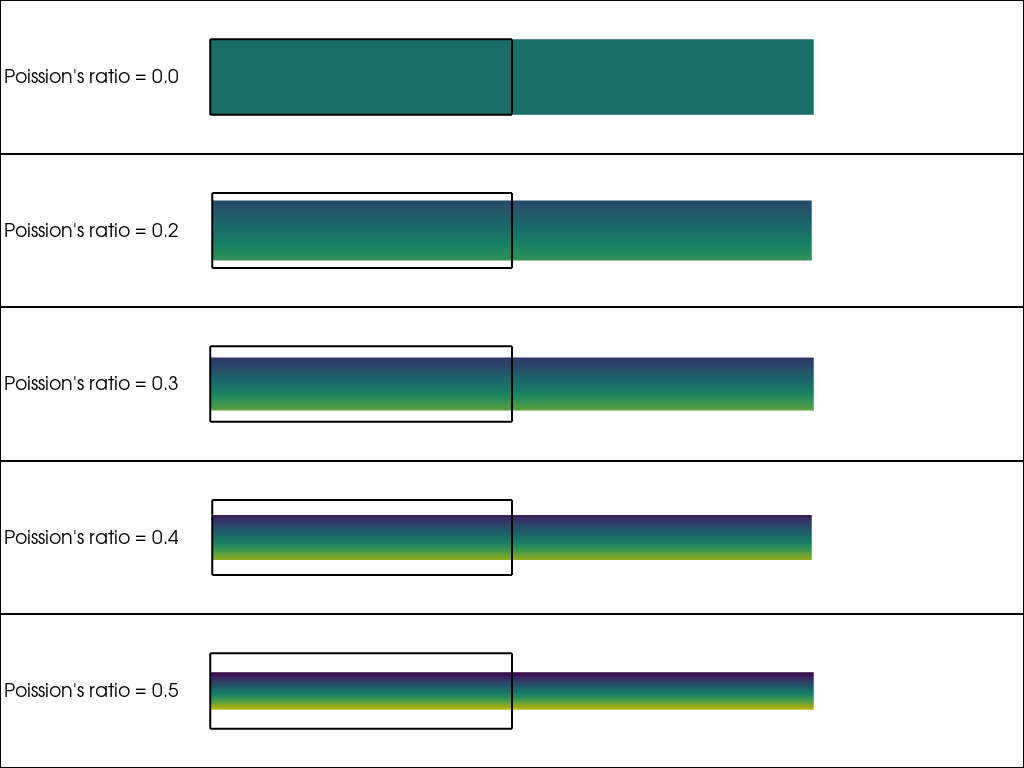 Poission's ratio = 0.0
Poission's ratio = 0.2
Poission's ratio = 0.3
Poission's ratio = 0.4
Poission's ratio = 0.5